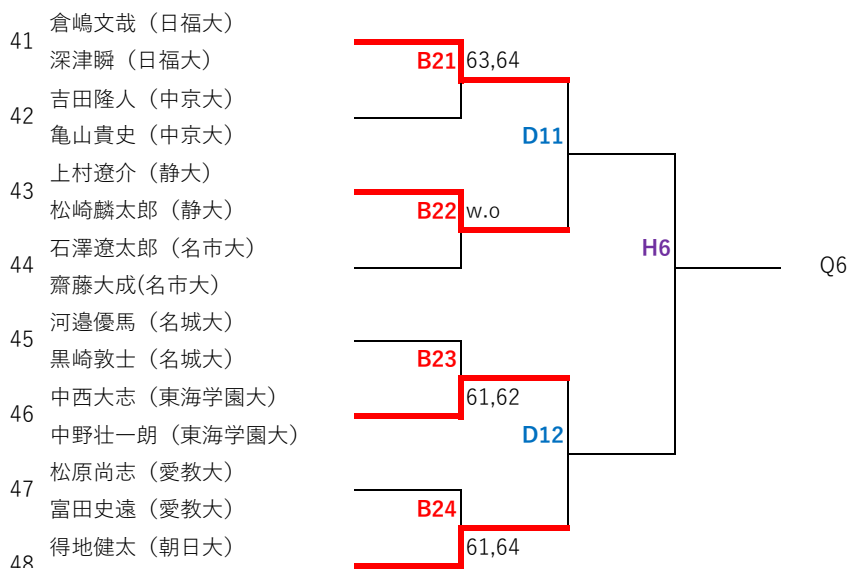 倉嶋文哉（日福大）
41
深津瞬（日福大）
B21 63,64
吉田隆人（中京大）
42
亀山貴史（中京大）
D11
上村遼介（静大）
43
松崎麟太郎（静大）
B22 w.o
石澤遼太郎（名市大）
H6
44
Q6
齋藤大成(名市大）
河邉優馬（名城大）
45
黒崎敦士（名城大）
B23
中西大志（東海学園大）
61,62
46
中野壮一朗（東海学園大）
D12
松原尚志（愛教大）
47
富田史遠（愛教大）
B24
得地健太（朝日大）
61,64
48